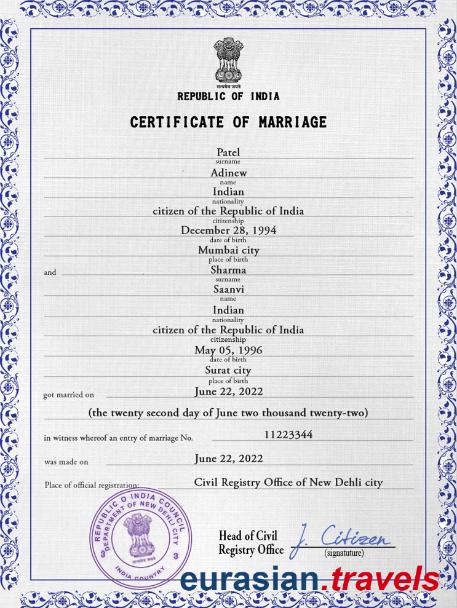 सत्यमेव जयते
REPUBLIC OF INDIA
CERTIFICATE OF MARRIAGE
Patel
surname
Adinew
name
Indian
nationality
citizen of the Republic of India
citizenship
December 28, 1994
date of birth
Mumbai city
place of birth
and Sharma
surname
Saanvi
name
Indian
nationality
citizen of the Republic of India
citizenship
May 05, 1996
date of birth
Surat city
place of birth
got married on June 22, 2022
(the twenty second day of June two thousand twenty-two)
in witness whereof an entry of marriage No. 11223344
was made on June 22, 2022
Place of official registration: Civil Registry Office of New Dehli city
REPUBLIC O INDIA COUNCIL
DEPARTMENT OF NEW DEHLI CITY
3
INDIA COUNTRY
Head of Civil
Registry Office
J. Citizen
(signatuture)
eurasian.travels